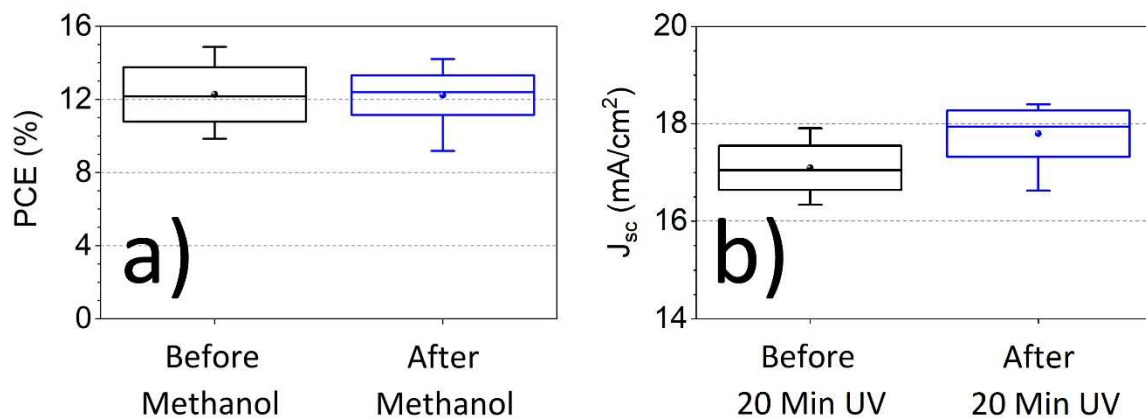 16
12
8
4
0
PCE (%)
a)
Before
Methanol
After
Methanol
20
18
16
14
J_sc (mA/cm²)
b)
Before
20 Min UV
After
20 Min UV